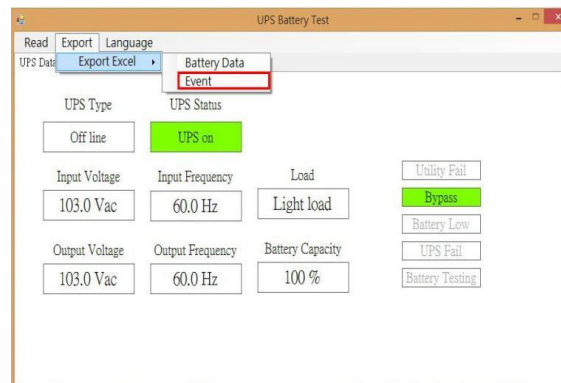 UPS Battery Test
Read Export Language
UPS Data Export Excel Battery Data
Event
UPS Type UPS Status
Off line UPS on
Input Voltage Input Frequency Load Utility Fail
103.0 Vac 60.0 Hz Light load Bypass
Battery Low
Output Voltage Output Frequency Battery Capacity UPS Fail
103.0 Vac 60.0 Hz 100 % Battery Testing